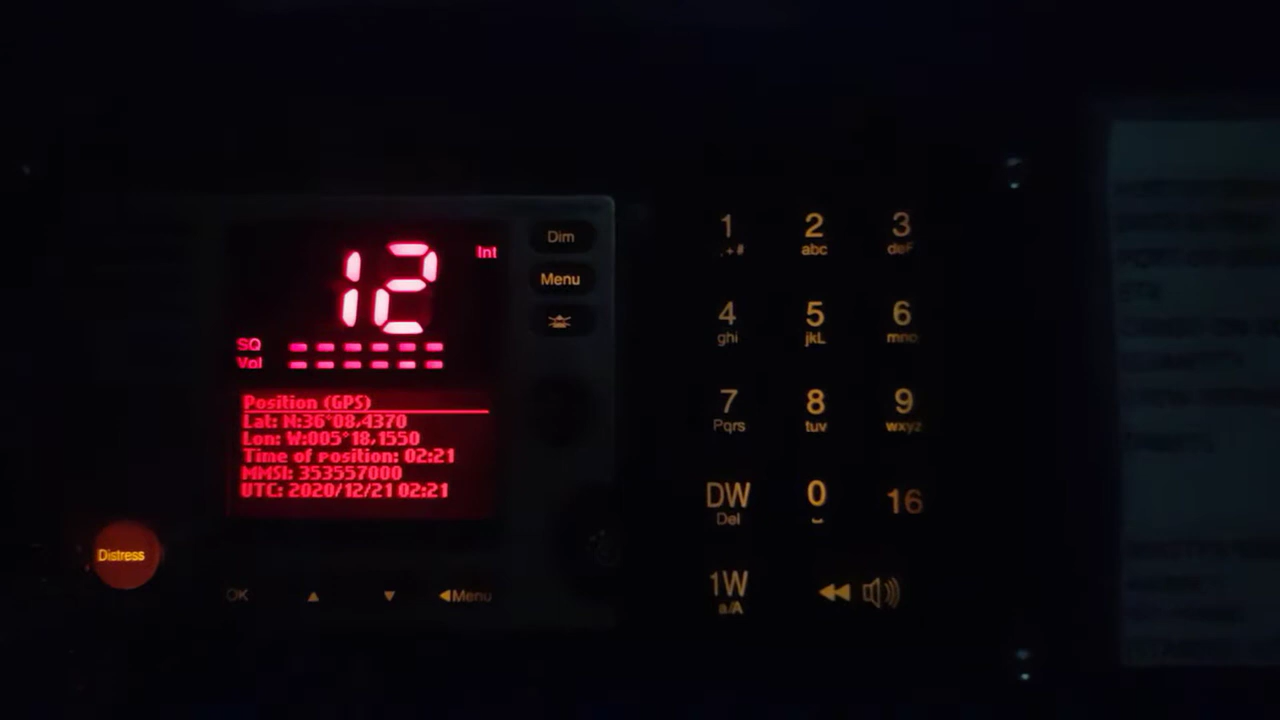 12
Int
SQ
Vol
Position (GPS)
Lat: N:36°08,4370
Lon: W:005°18,1550
Time of position: 02:21
MMSI: 353557000
UTC: 2020/12/21 02:21
Dim
Menu
Distress
OK ▲ ▼ ◀Menu
1 2 3
.+# abc def
4 5 6
ghi jkL mno
7 8 9
Pqrs tuv wxyz
DW 0 16
Del ⎵
1W
a/A